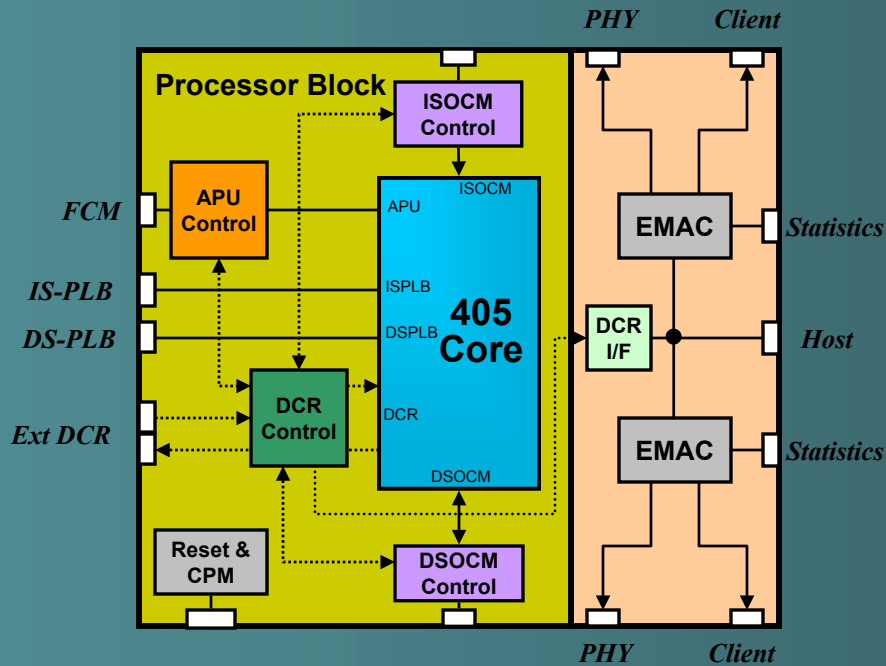 PHY
Client
Processor Block
ISOCM
Control
ISOCM
APU
Control
APU
FCM
EMAC
Statistics
IS-PLB
ISPLB
405
Core
DS-PLB
DSPLB
DCR
I/F
Host
DCR
Control
DCR
Ext DCR
EMAC
Statistics
DSOCM
Reset &
CPM
DSOCM
Control
PHY
Client